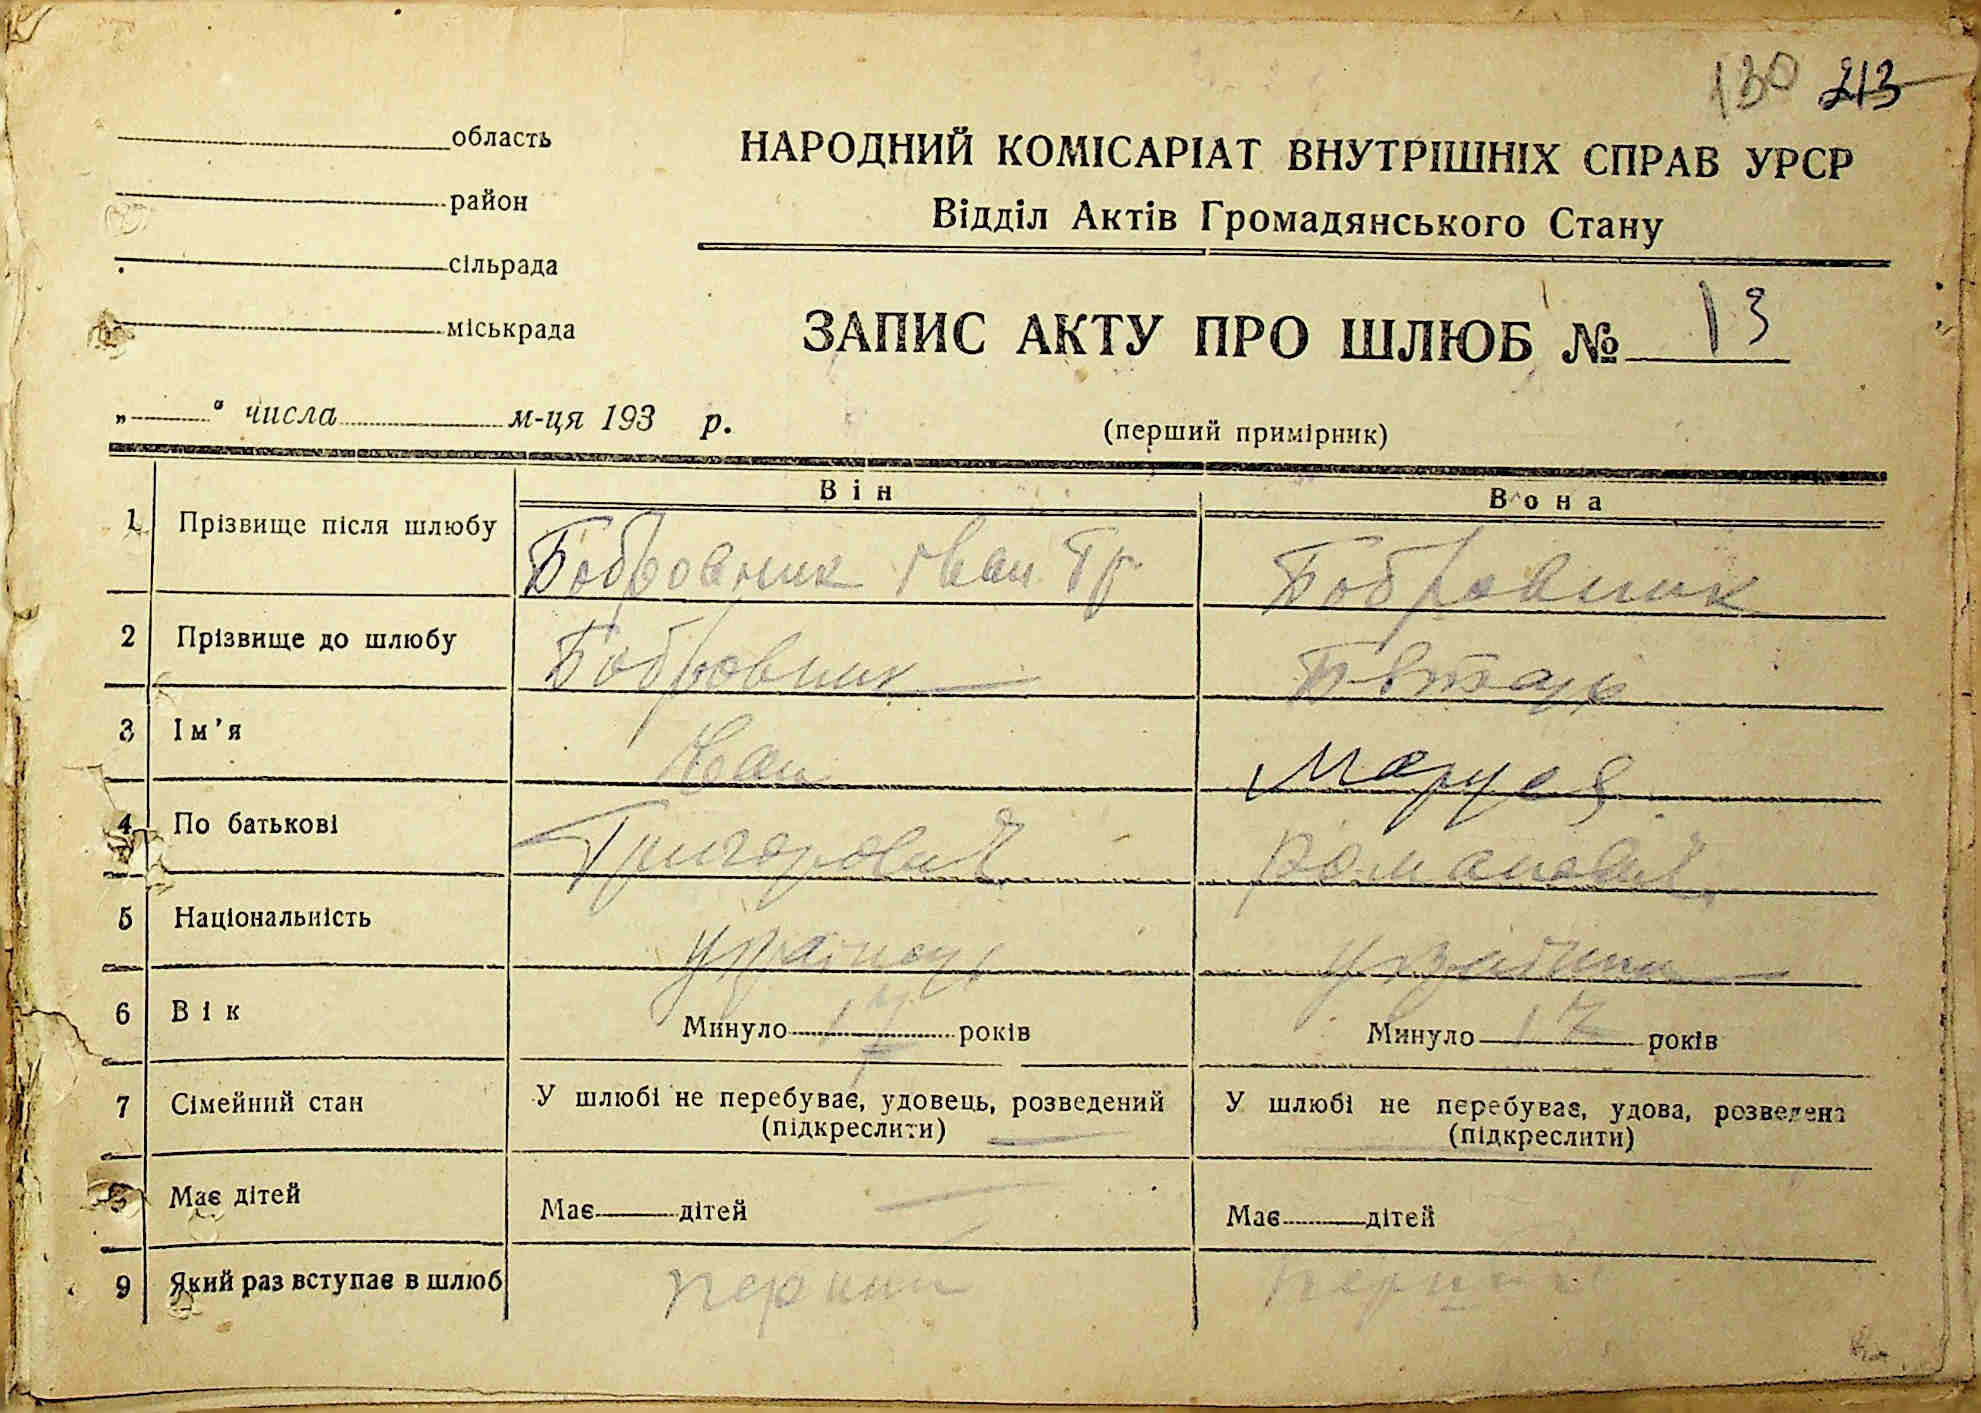 130 213
область
район
сільрада
міськрада
НАРОДНИЙ КОМІСАРІАТ ВНУТРІШНІХ СПРАВ УРСР
Відділ Актів Громадянського Стану
ЗАПИС АКТУ ПРО ШЛЮБ № 13
„ “ числа м-ця 193 р.
(перший примірник)
Він Вона
1 Прізвище після шлюбу Бобровник Іван Гр Бобровник
2 Прізвище до шлюбу Бобровник
3 Ім'я Иван Маруся
4 По батькові Григорович Романович
5 Національність українець
6 Вік Минуло 17 років Минуло 17 років
7 Сімейний стан У шлюбі не перебуває, удовець, розведений У шлюбі не перебуває, удова, розведена
(підкреслити) (підкреслити)
8 Має дітей Має дітей Має дітей
9 Який раз вступає в шлюб перший перший